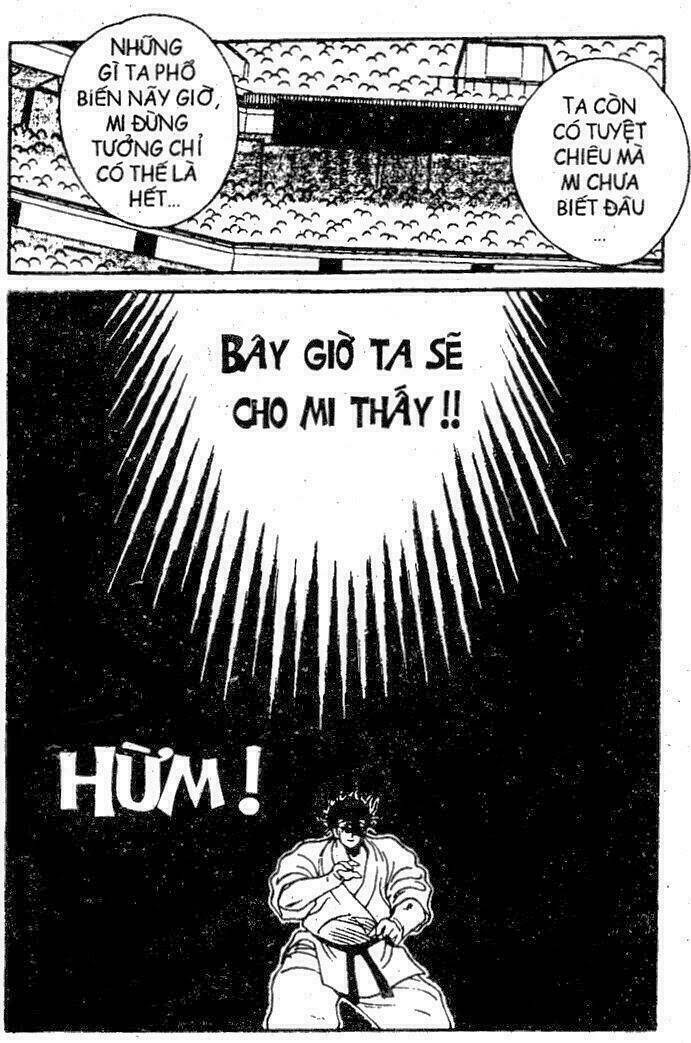 NHỮNG
GÌ TA PHỔ
BIẾN NÃY GIỜ,
MI ĐỪNG
TƯỞNG CHỈ
CÓ THẾ LÀ
HẾT...
TA CÒN
CÓ TUYỆT
CHIÊU MÀ
MI CHƯA
BIẾT ĐÂU
...
BÂY GIỜ TA SẼ
CHO MI THẤY!!
HỪM!